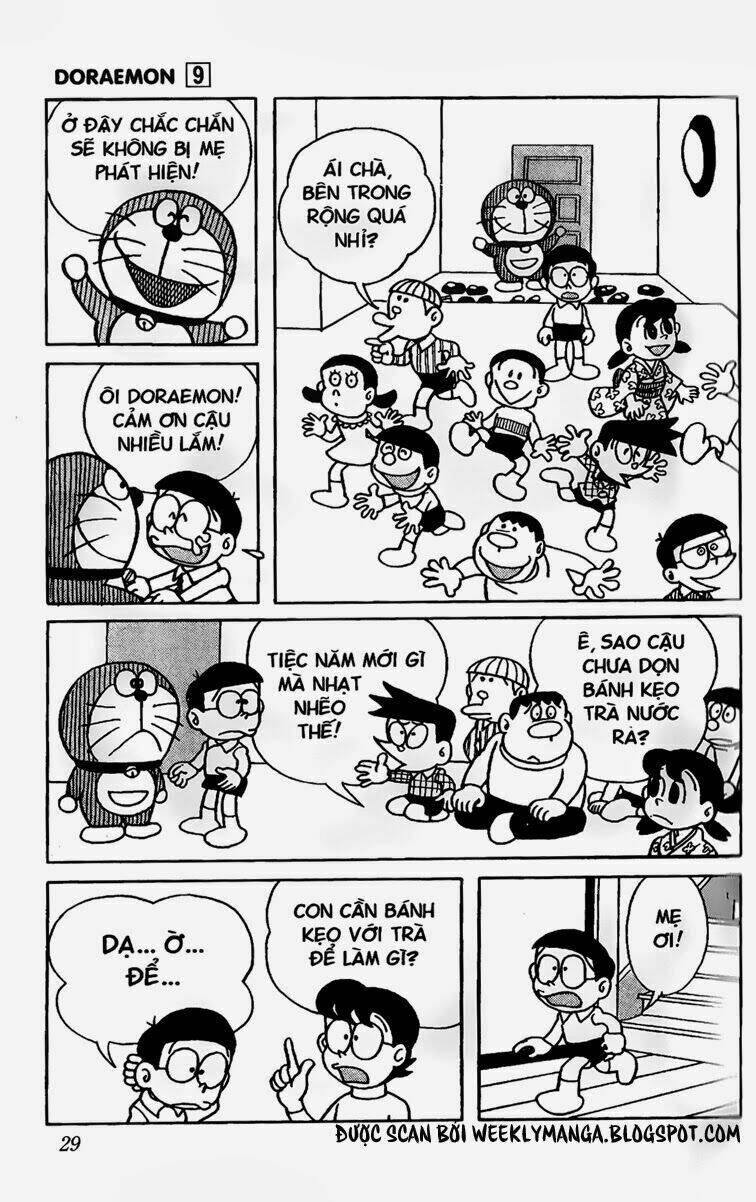 DORAEMON 9
ÁI CHÀ,
BÊN TRONG
RỘNG QUÁ
NHỈ?
Ở ĐÂY CHẮC CHẮN
SẼ KHÔNG BỊ MẸ
PHÁT HIỆN!
ÔI DORAEMON!
CẢM ƠN CẬU
NHIỀU LẮM!
Ê, SAO CẬU
CHƯA DỌN
BÁNH KẸO
TRÀ NƯỚC
RA?
TIỆC NĂM MỚI GÌ
MÀ NHẠT
NHẼO
THẾ!
MẸ
ƠI!
CON CẦN BÁNH
KẸO VỚI TRÀ
ĐỂ LÀM GÌ?
DẠ... Ờ...
ĐỂ...
29
ĐƯỢC SCAN BỞI WEEKLYMANGA.BLOGSPOT.COM